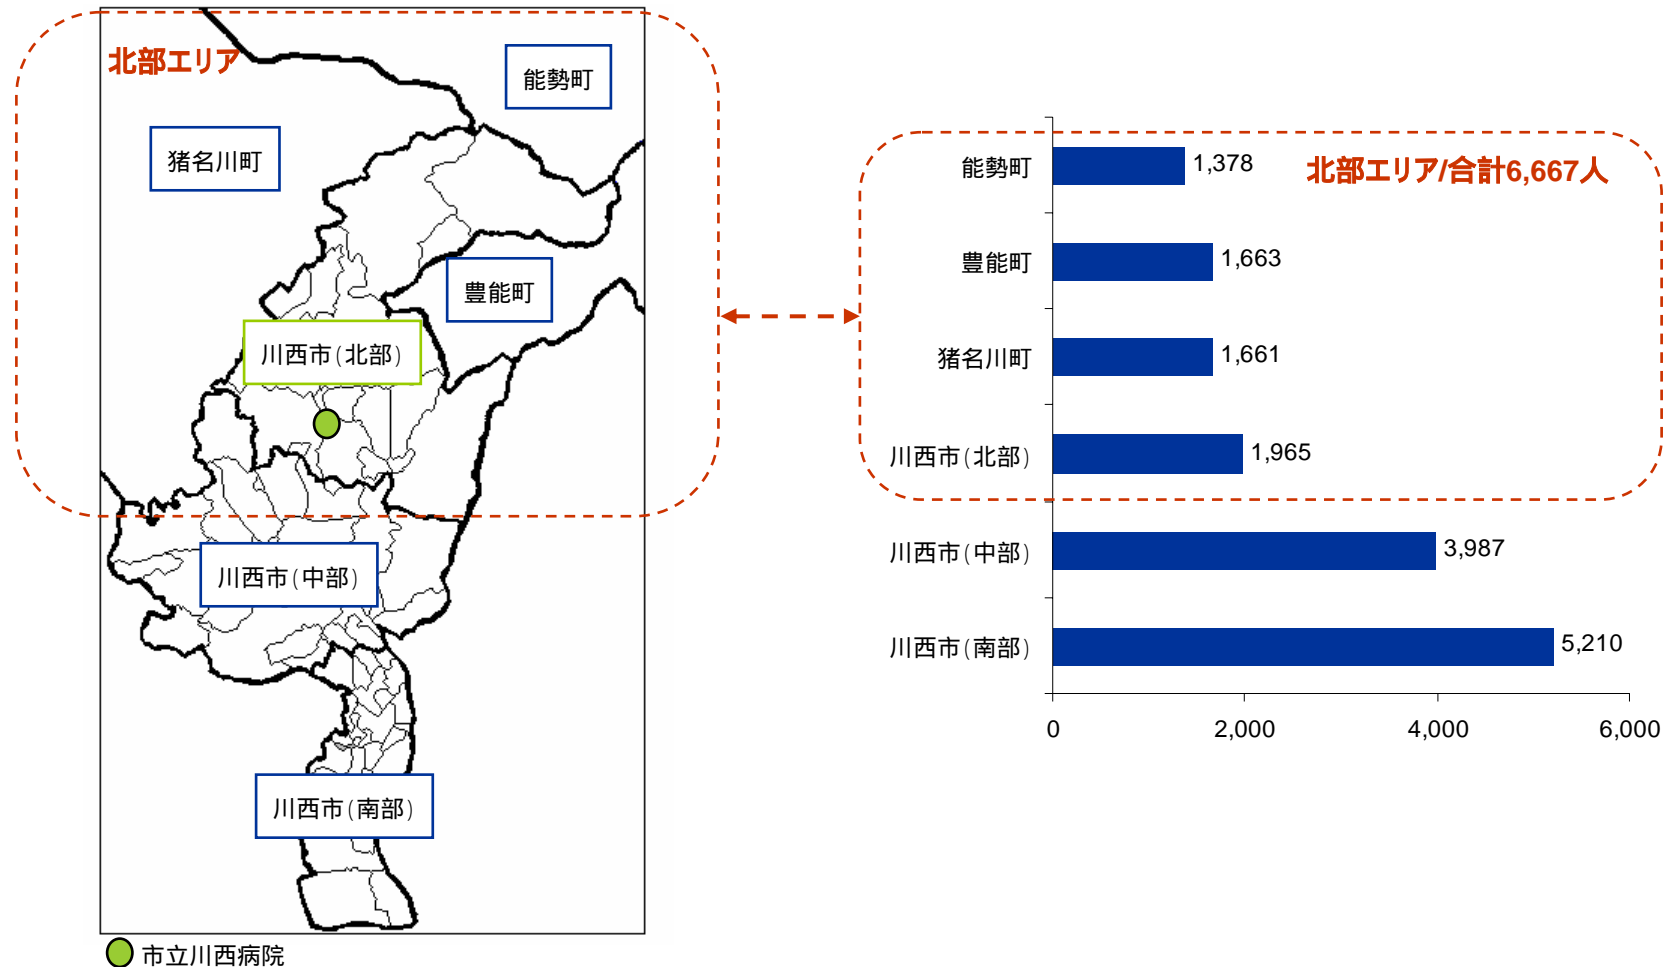 北部エリア
能勢町
猪名川町
豊能町
川西市(北部)
川西市(中部)
川西市(南部)
市立川西病院
北部エリア/合計6,667人
能勢町 1,378
豊能町 1,663
猪名川町 1,661
川西市(北部) 1,965
川西市(中部) 3,987
川西市(南部) 5,210
0 2,000 4,000 6,000